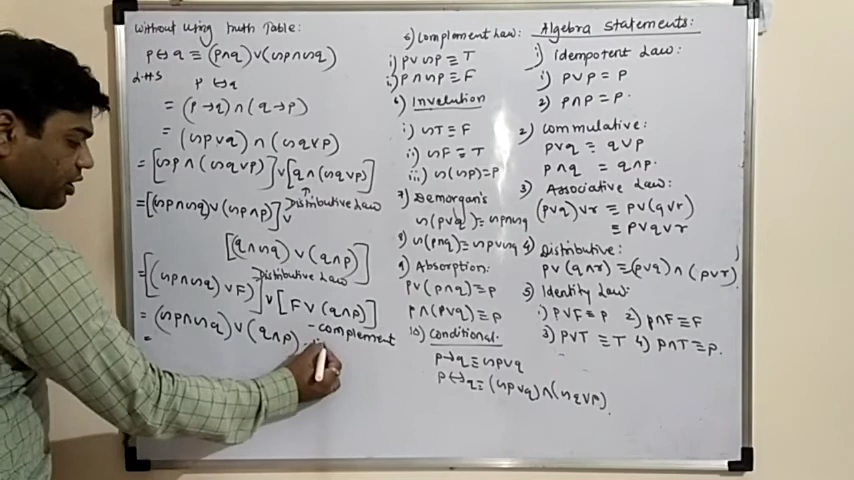 Without using truth Table:
p↔q ≡ (p∧q)∨(∽p∧∽q)
L.H.S p ↔ q
= (p→q)∧(q→p)
= (∽p∨q)∧(∽q∨p)
= [∽p∧(∽q∨p)]∨[q∧(∽q∨p)]
↑
Distributive Law
= [(∽p∧∽q)∨(∽p∧p)]∨
[(q∧∽q)∨(q∧p)]
Distributive Law
= [(∽p∧∽q)∨F)]∨[F∨(q∧p)]
-complement
= (∽p∧∽q)∨(q∧p)
=
5) Complement Law:
i) p∨∽p ≡ T
ii) p∧∽p ≡ F
6) Involution
i) ∽T ≡ F
ii) ∽F ≡ T
iii) ∽(∽p)=p
7) Demorgan's
∽(p∨q) ≡ ∽p∧∽q
8) ∽(p∧q) ≡ ∽p∨∽q
9) Absorption:
p∨(p∧q) ≡ p
p∧(p∨q) ≡ p
10) Conditional.
p→q ≡ ∽p∨q
p↔q ≡ (∽p∨q)∧(∽q∨p).
Algebra Statements:
1) Idempotent Law:
1) p∨p = p
2) p∧p = p.
2) Commutative:
p∨q ≡ q∨p
p∧q = q∧p.
3) Associative Law:
(p∨q)∨r ≡ p∨(q∨r)
≡ p∨q∨r
4) Distributive:
p∨(q∧r) ≡ (p∨q)∧(p∨r)
5) Identity Law:
1) p∨F ≡ p 2) p∧F ≡ F
3) p∨T ≡ T 4) p∧T ≡ p.